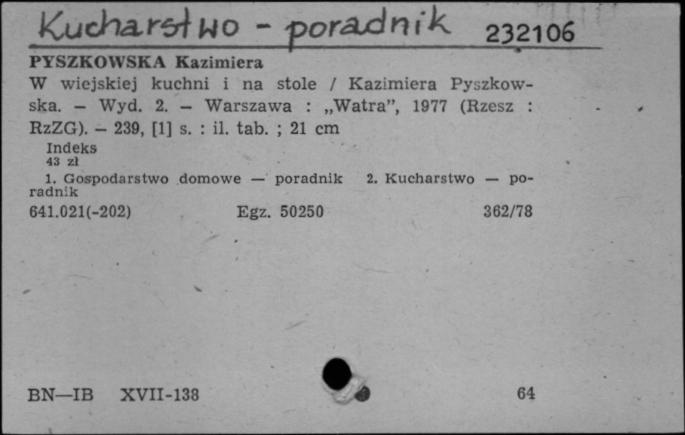 Kucharstwo - poradnik 232106
PYSZKOWSKA Kazimiera
W wiejskiej kuchni i na stole / Kazimiera Pyszkow-
ska. — Wyd. 2. — Warszawa : „Watra”, 1977 (Rzesz :
RzZG). — 239, [1] s. : il. tab. ; 21 cm
Indeks
43 zł
1. Gospodarstwo domowe — poradnik 2. Kucharstwo — po-
radnik
641.021(-202) Egz. 50250 362/78
BN—IB XVII-138 64